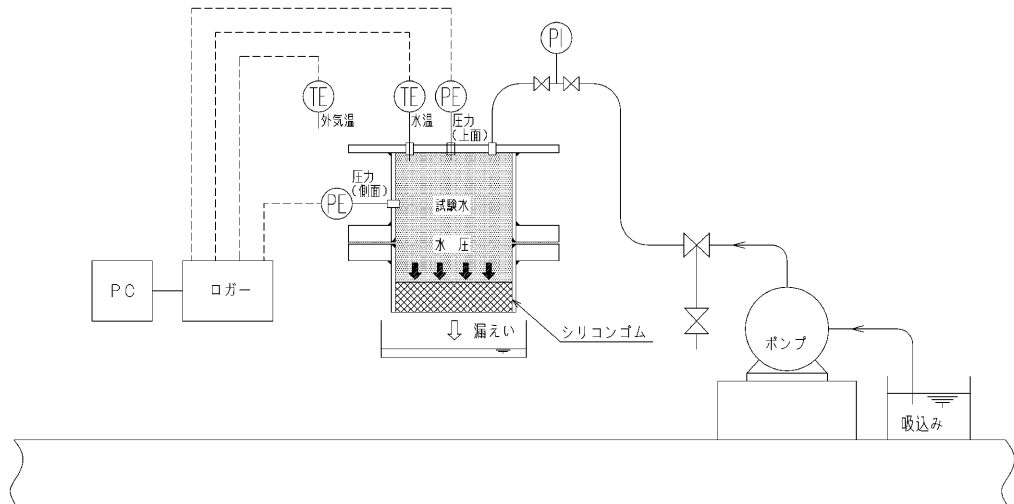 PI
TE
外気温
TE
水温
PE
圧力
(上面)
PE
圧力
(側面)
試験水
水 圧
PC
ロガー
漏えい
シリコンゴム
ポンプ
吸込み